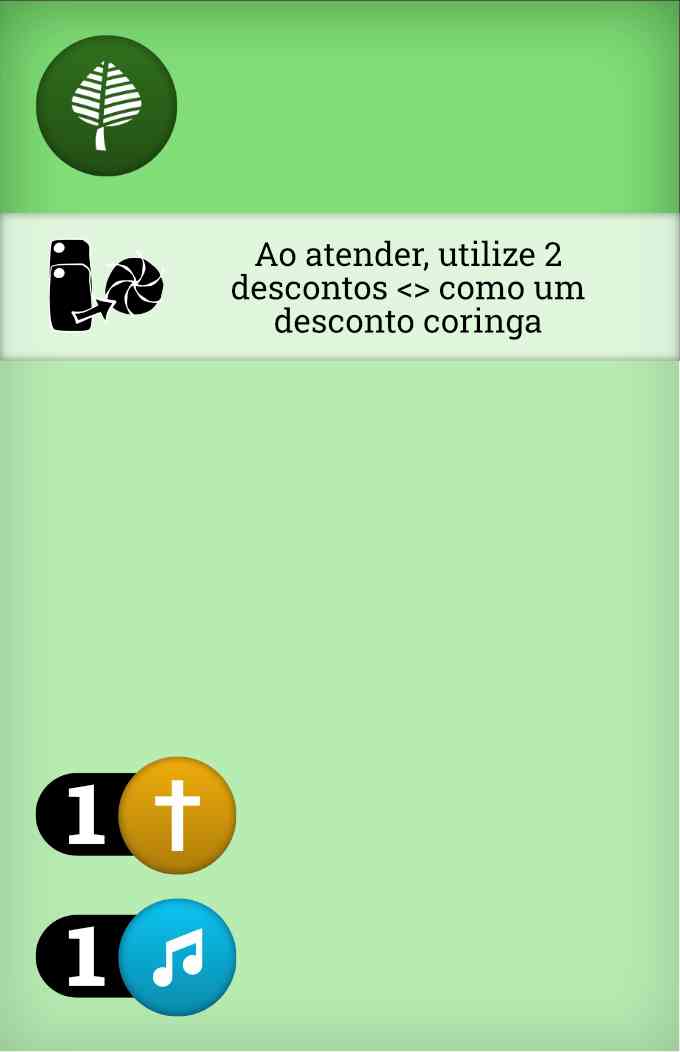 Ao atender, utilize 2
descontos <> como um
desconto coringa
1
1